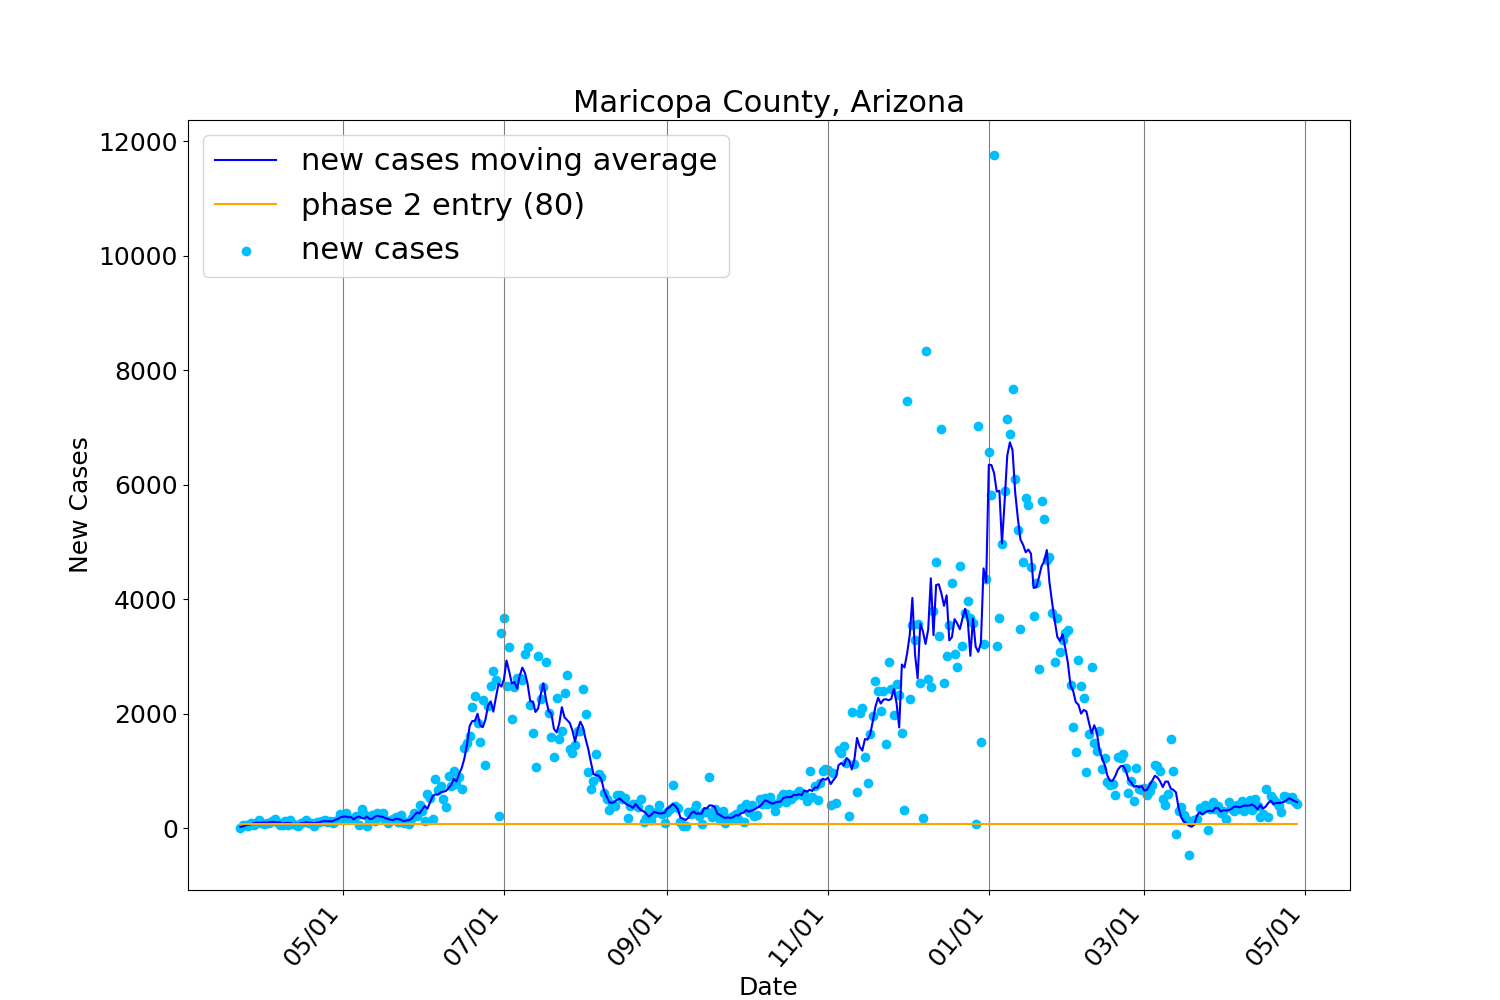 Maricopa County, Arizona
new cases moving average
phase 2 entry (80)
new cases
12000
10000
8000
6000
4000
2000
0
New Cases
05/01
07/01
09/01
11/01
01/01
03/01
05/01
Date